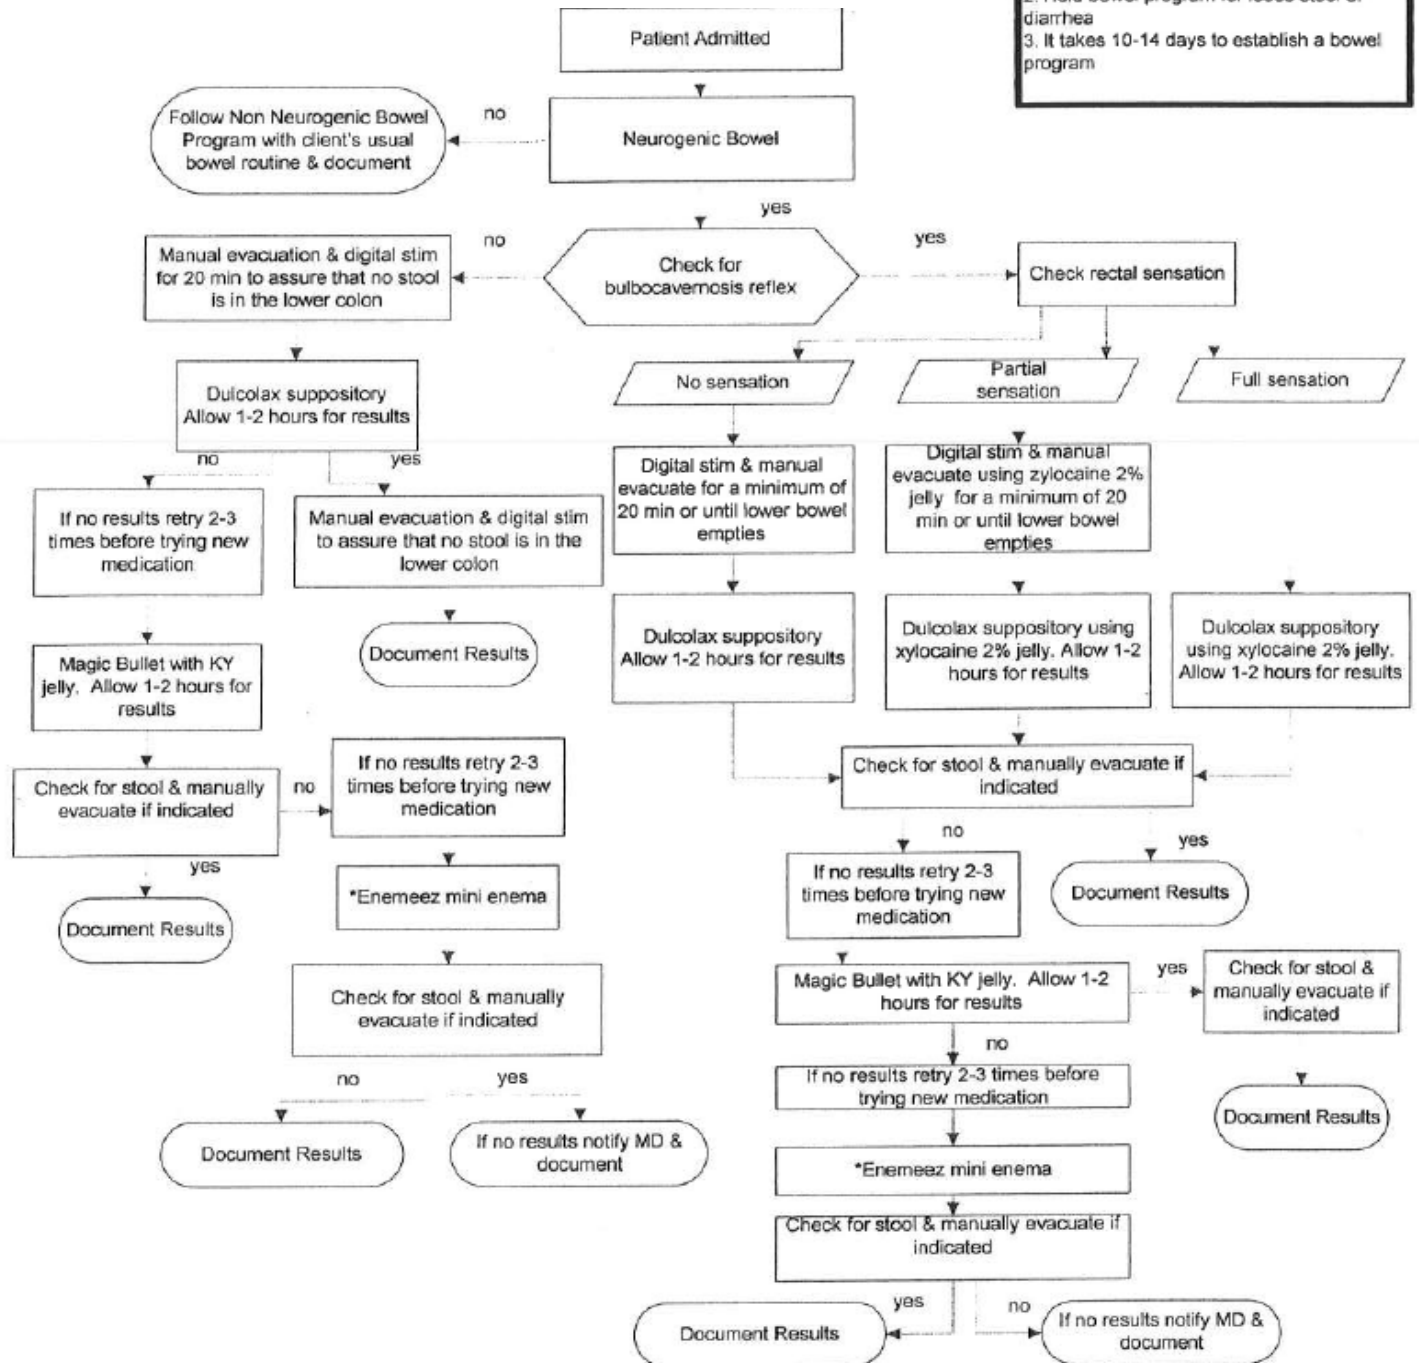 diarrhea
3. It takes 10-14 days to establish a bowel
program
Patient Admitted
Neurogenic Bowel
no
Follow Non Neurogenic Bowel
Program with client's usual
bowel routine & document
yes
Check for
bulbocavernosis reflex
no
Manual evacuation & digital stim
for 20 min to assure that no stool
is in the lower colon
yes
Check rectal sensation
Dulcolax suppository
Allow 1-2 hours for results
no
yes
If no results retry 2-3
times before trying new
medication
Manual evacuation & digital stim
to assure that no stool is in the
lower colon
Document Results
Magic Bullet with KY
jelly. Allow 1-2 hours for
results
Check for stool & manually
evacuate if indicated
no
yes
Document Results
If no results retry 2-3
times before trying new
medication
*Enemeez mini enema
Check for stool & manually
evacuate if indicated
no
yes
Document Results
If no results notify MD &
document
No sensation
Partial
sensation
Full sensation
Digital stim & manual
evacuate for a minimum of
20 min or until lower bowel
empties
Digital stim & manual
evacuate using zylocaine 2%
jelly for a minimum of 20
min or until lower bowel
empties
Dulcolax suppository
Allow 1-2 hours for results
Dulcolax suppository using
xylocaine 2% jelly. Allow 1-2
hours for results
Dulcolax suppository
using xylocaine 2% jelly.
Allow 1-2 hours for results
Check for stool & manually evacuate if
indicated
no
yes
If no results retry 2-3
times before trying new
medication
Document Results
Magic Bullet with KY jelly. Allow 1-2
hours for results
yes
Check for stool &
manually evacuate if
indicated
Document Results
no
If no results retry 2-3 times before
trying new medication
*Enemeez mini enema
Check for stool & manually evacuate if
indicated
yes
no
Document Results
If no results notify MD &
document